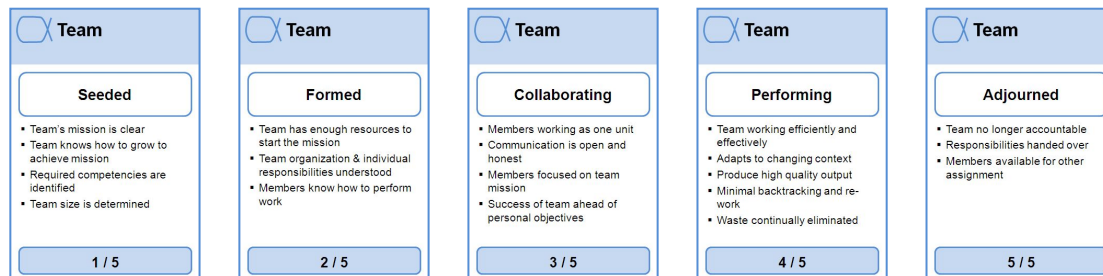 Team
Seeded
▪ Team's mission is clear
▪ Team knows how to grow to
achieve mission
▪ Required competencies are
identified
▪ Team size is determined
1 / 5
Team
Formed
▪ Team has enough resources to
start the mission
▪ Team organization & individual
responsibilities understood
▪ Members know how to perform
work
2 / 5
Team
Collaborating
▪ Members working as one unit
▪ Communication is open and
honest
▪ Members focused on team
mission
▪ Success of team ahead of
personal objectives
3 / 5
Team
Performing
▪ Team working efficiently and
effectively
▪ Adapts to changing context
▪ Produce high quality output
▪ Minimal backtracking and re-
work
▪ Waste continually eliminated
4 / 5
Team
Adjourned
▪ Team no longer accountable
▪ Responsibilities handed over
▪ Members available for other
assignment
5 / 5